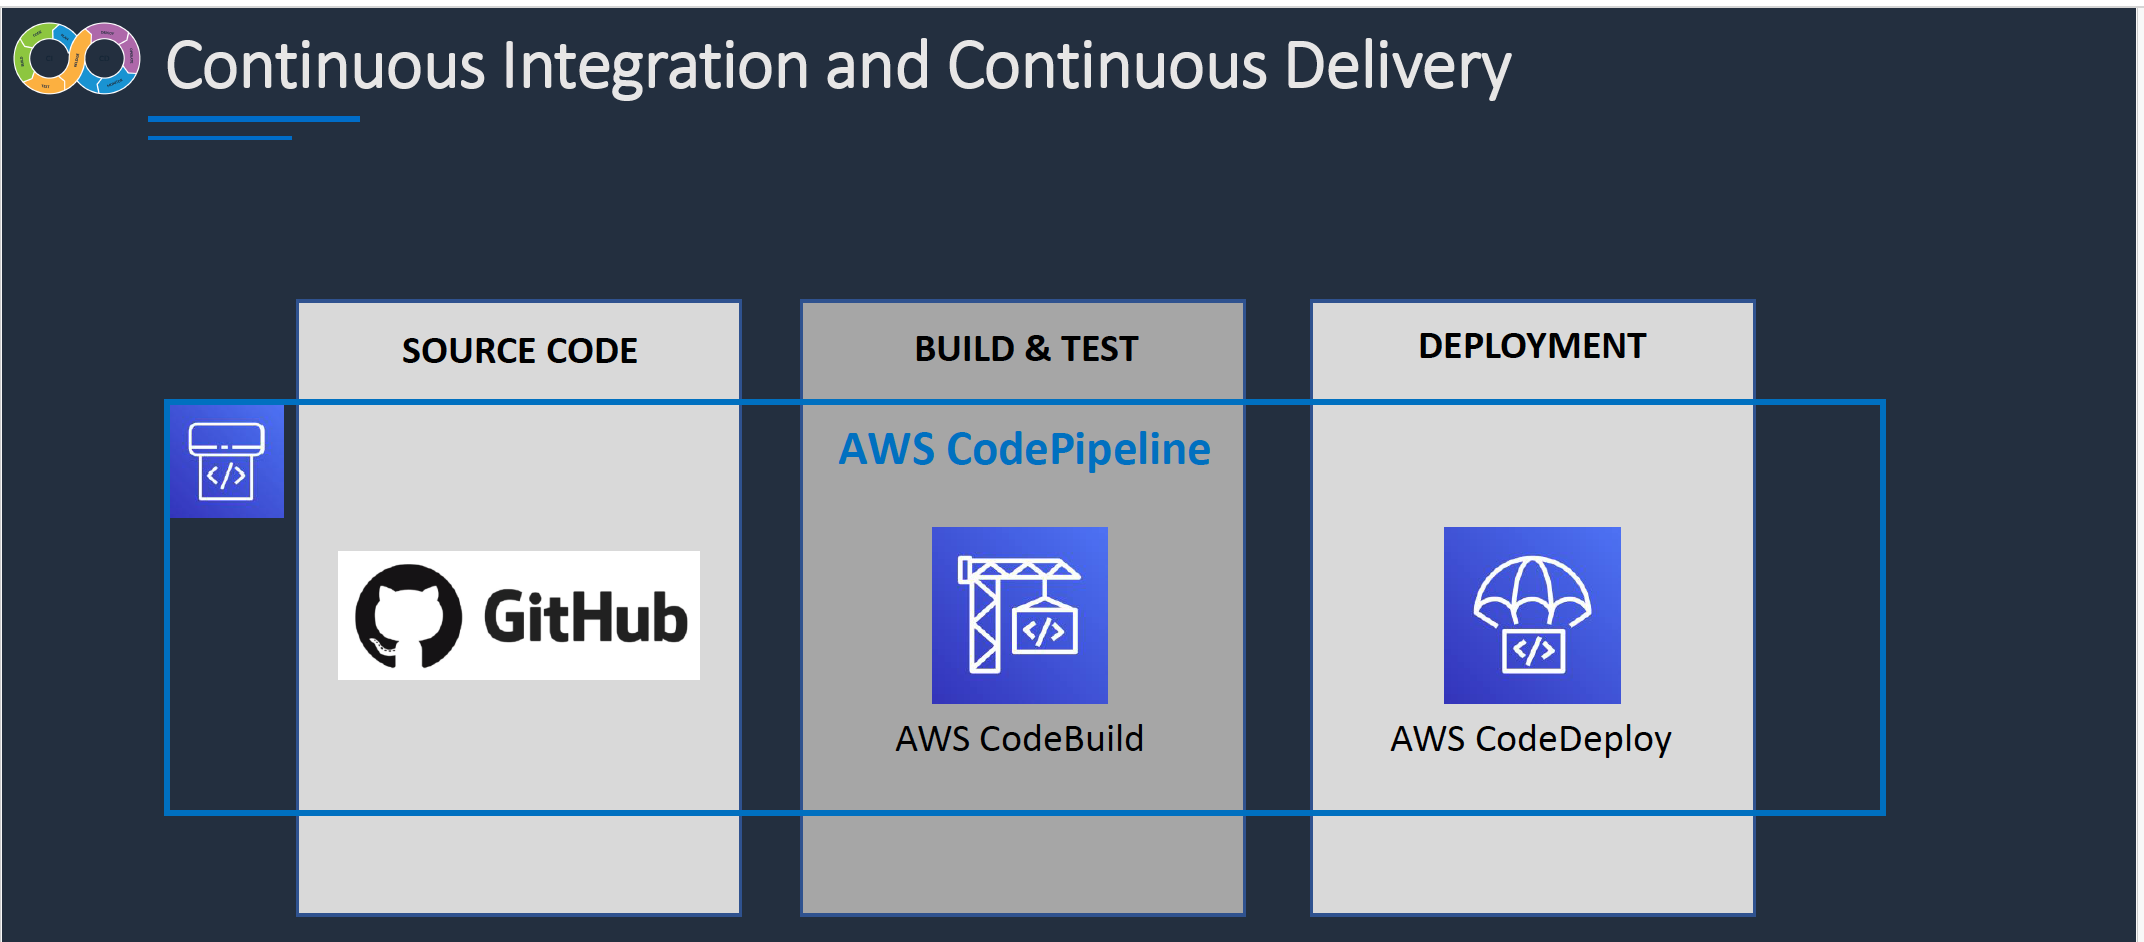 Continuous Integration and Continuous Delivery
SOURCE CODE
BUILD & TEST
DEPLOYMENT
AWS CodePipeline
</>
GitHub
</>
</>
AWS CodeBuild
AWS CodeDeploy